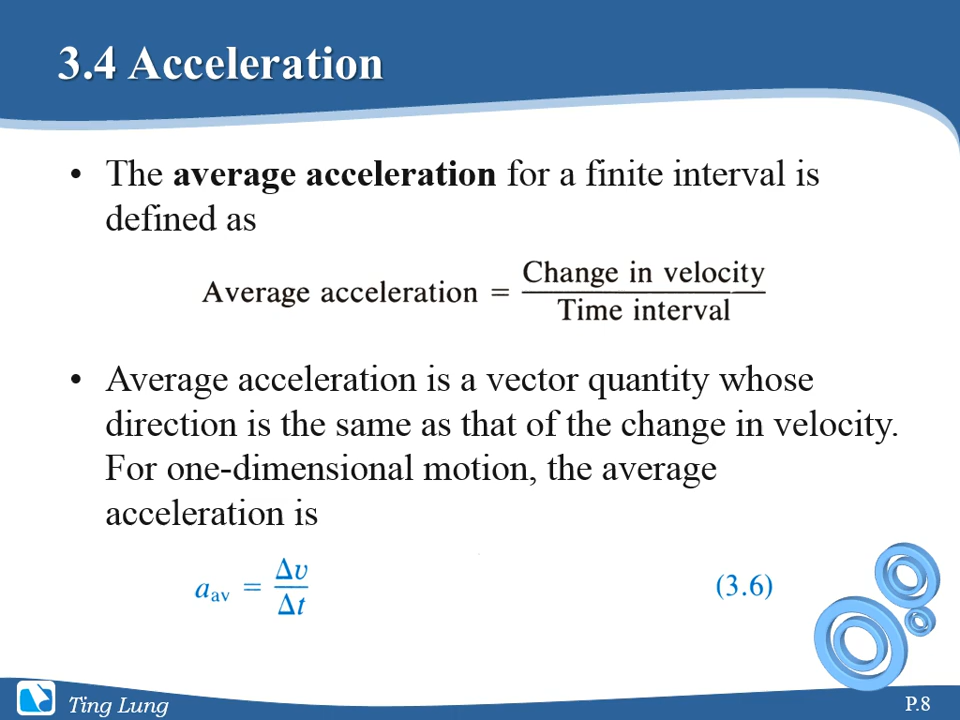 3.4 Acceleration
• The average acceleration for a finite interval is
defined as
Average acceleration = Change in velocity / Time interval
• Average acceleration is a vector quantity whose
direction is the same as that of the change in velocity.
For one-dimensional motion, the average
acceleration is
a_av = Δv / Δt (3.6)
Ting Lung
P.8